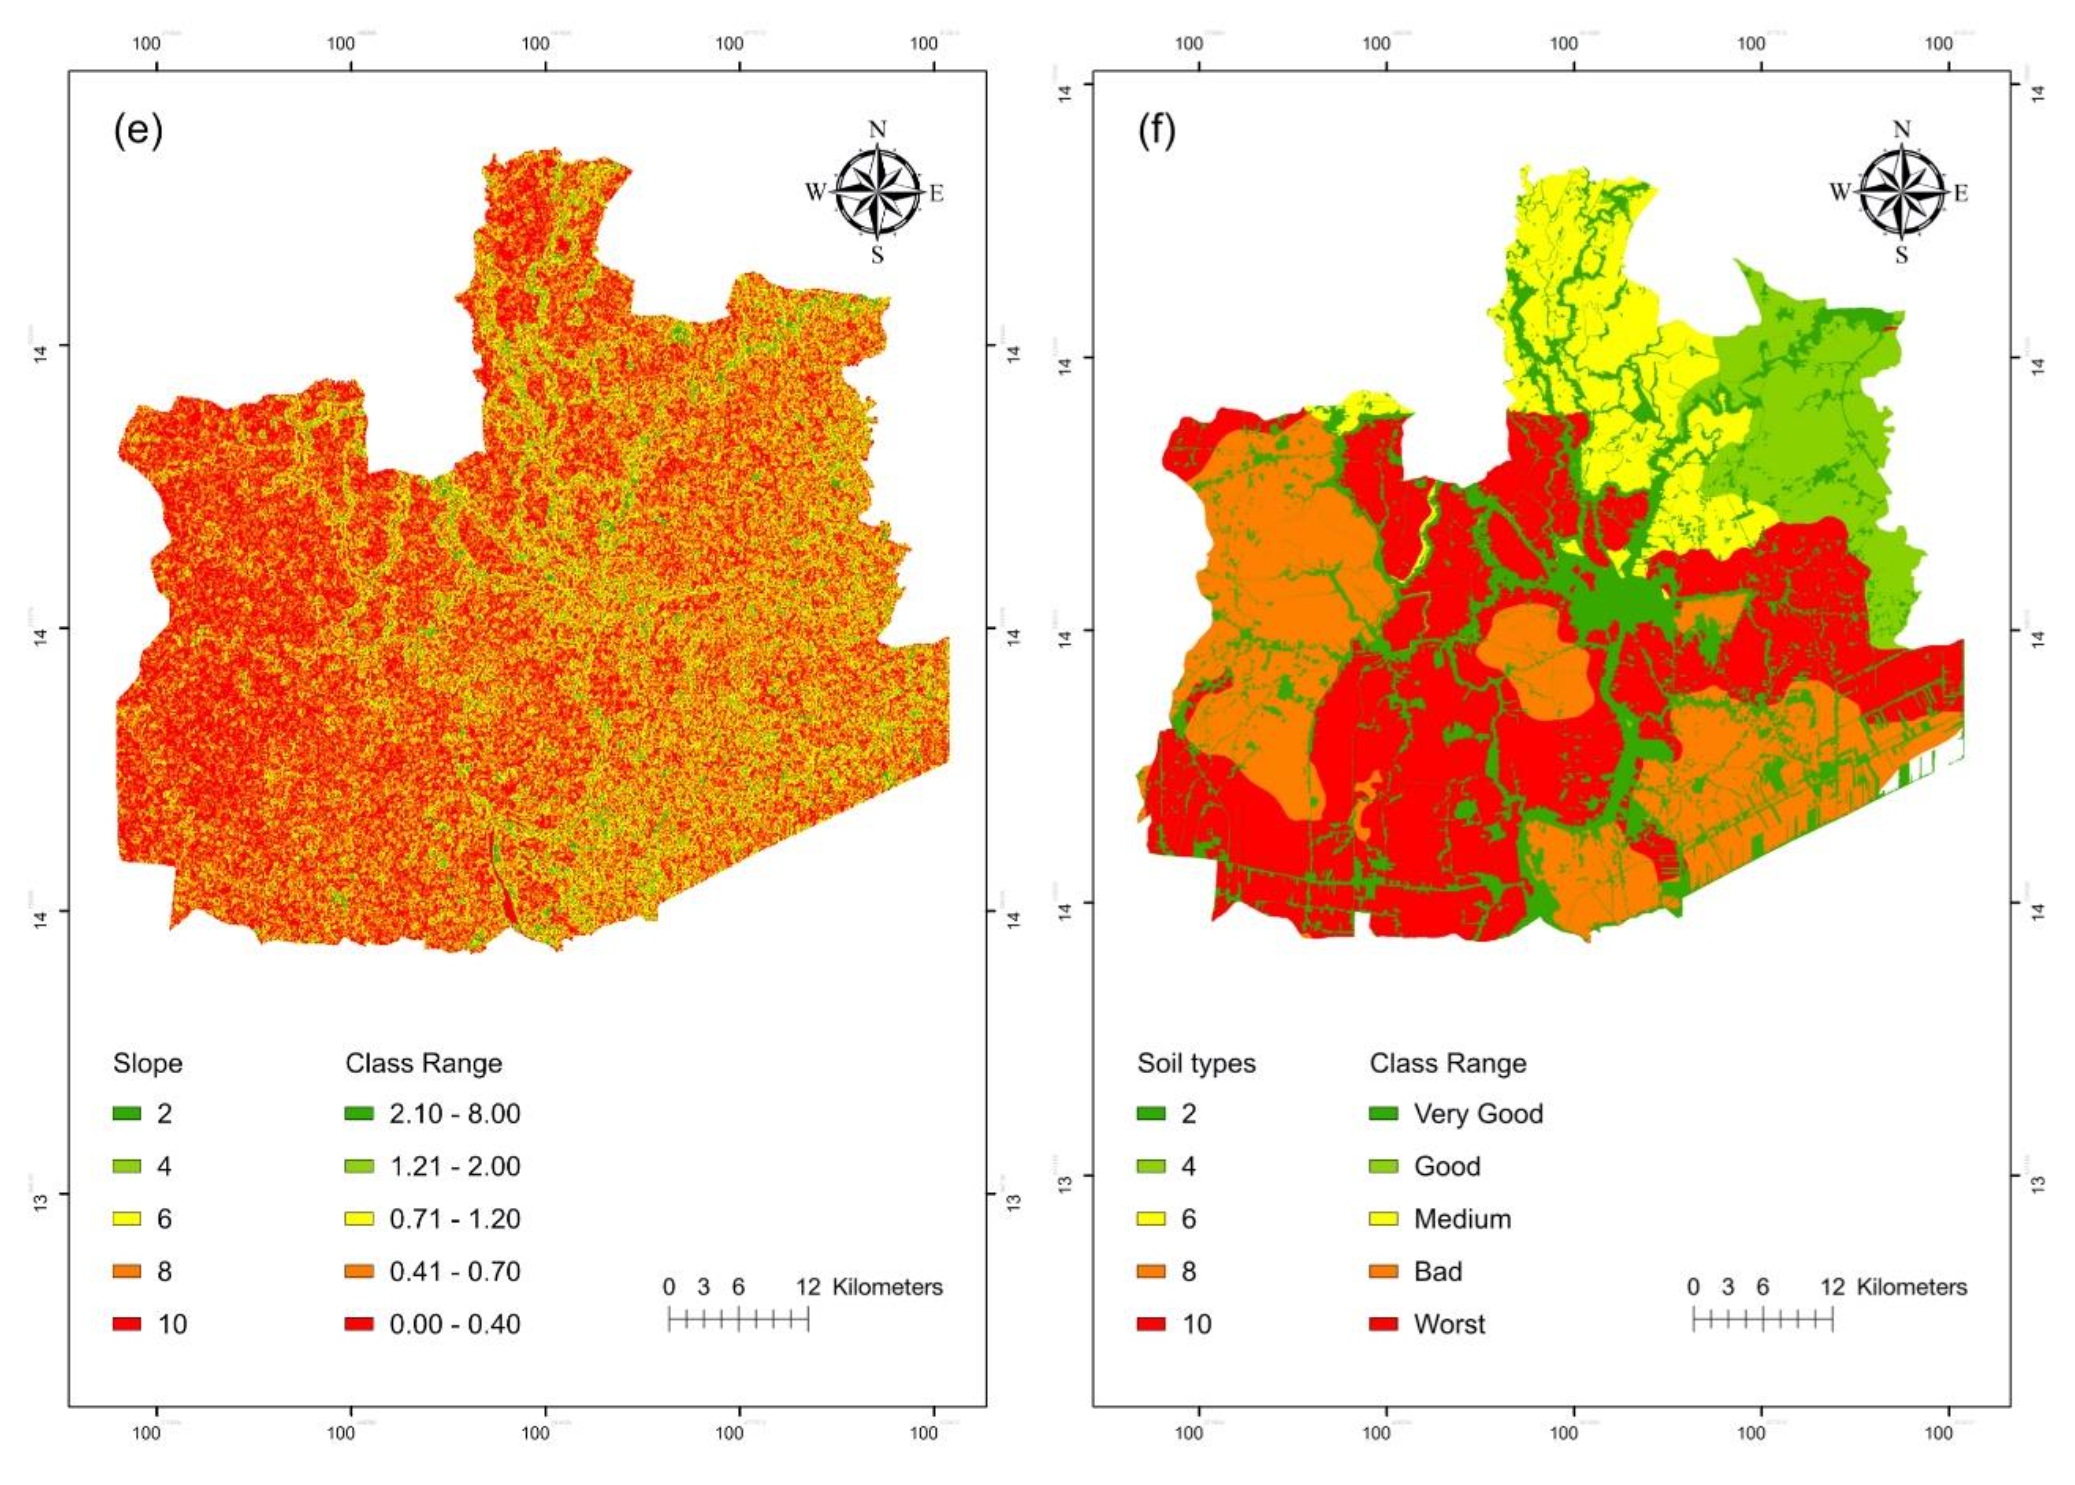 100 100 100 100 100
100 100 100 100 100
(e)
N
W E
S
14
14
14
14
14
14
13
13
Slope Class Range
2 2.10 - 8.00
4 1.21 - 2.00
6 0.71 - 1.20
8 0.41 - 0.70
10 0.00 - 0.40
0 3 6 12 Kilometers
100 100 100 100 100
(f)
N
W E
S
14
14
14
14
14
14
14
14
13
13
Soil types Class Range
2 Very Good
4 Good
6 Medium
8 Bad
10 Worst
0 3 6 12 Kilometers
100 100 100 100 100